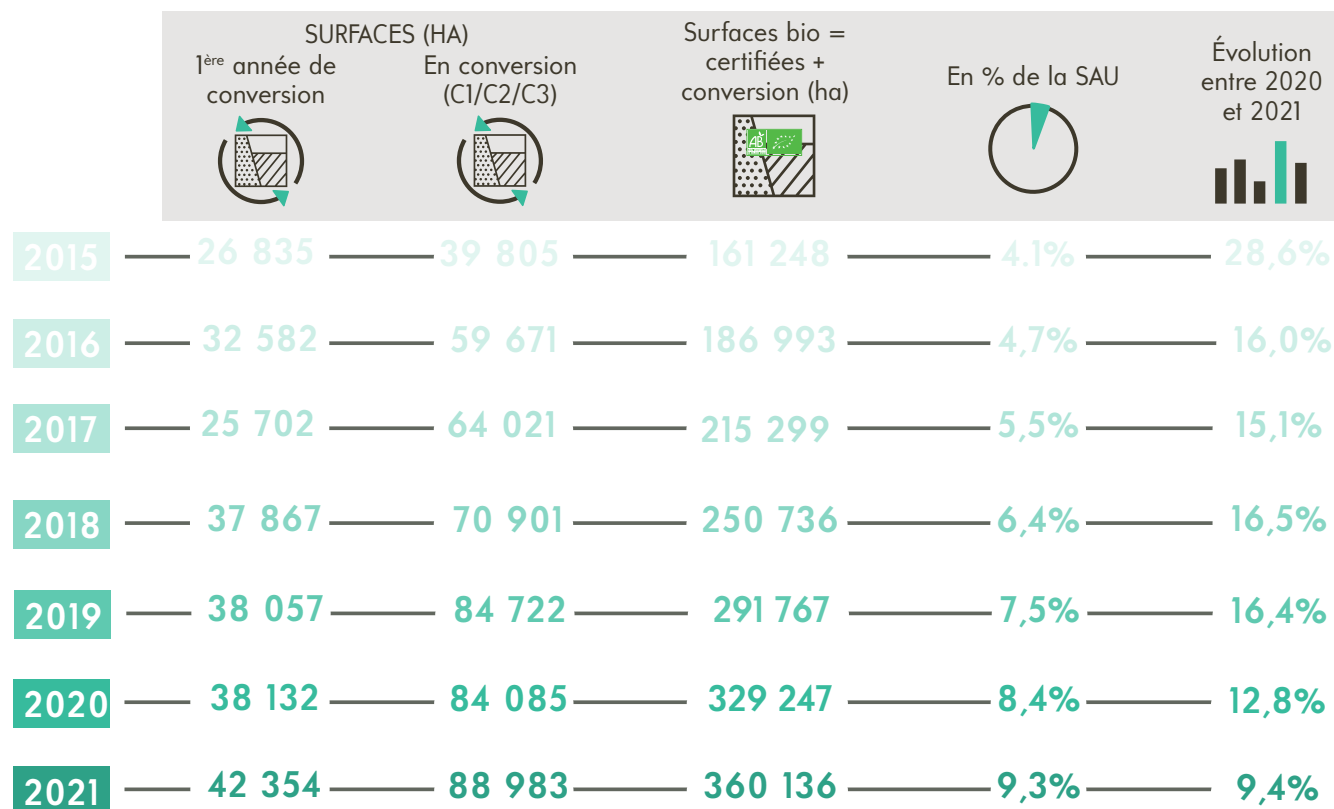 SURFACES (HA)
1ère année de
conversion
En conversion
(C1/C2/C3)
Surfaces bio =
certifiées +
conversion (ha)
AB
En % de la SAU
Évolution
entre 2020
et 2021
2015 26 835 39 805 161 248 4.1% 28,6%
2016 32 582 59 671 186 993 4,7% 16,0%
2017 25 702 64 021 215 299 5,5% 15,1%
2018 37 867 70 901 250 736 6,4% 16,5%
2019 38 057 84 722 291 767 7,5% 16,4%
2020 38 132 84 085 329 247 8,4% 12,8%
2021 42 354 88 983 360 136 9,3% 9,4%